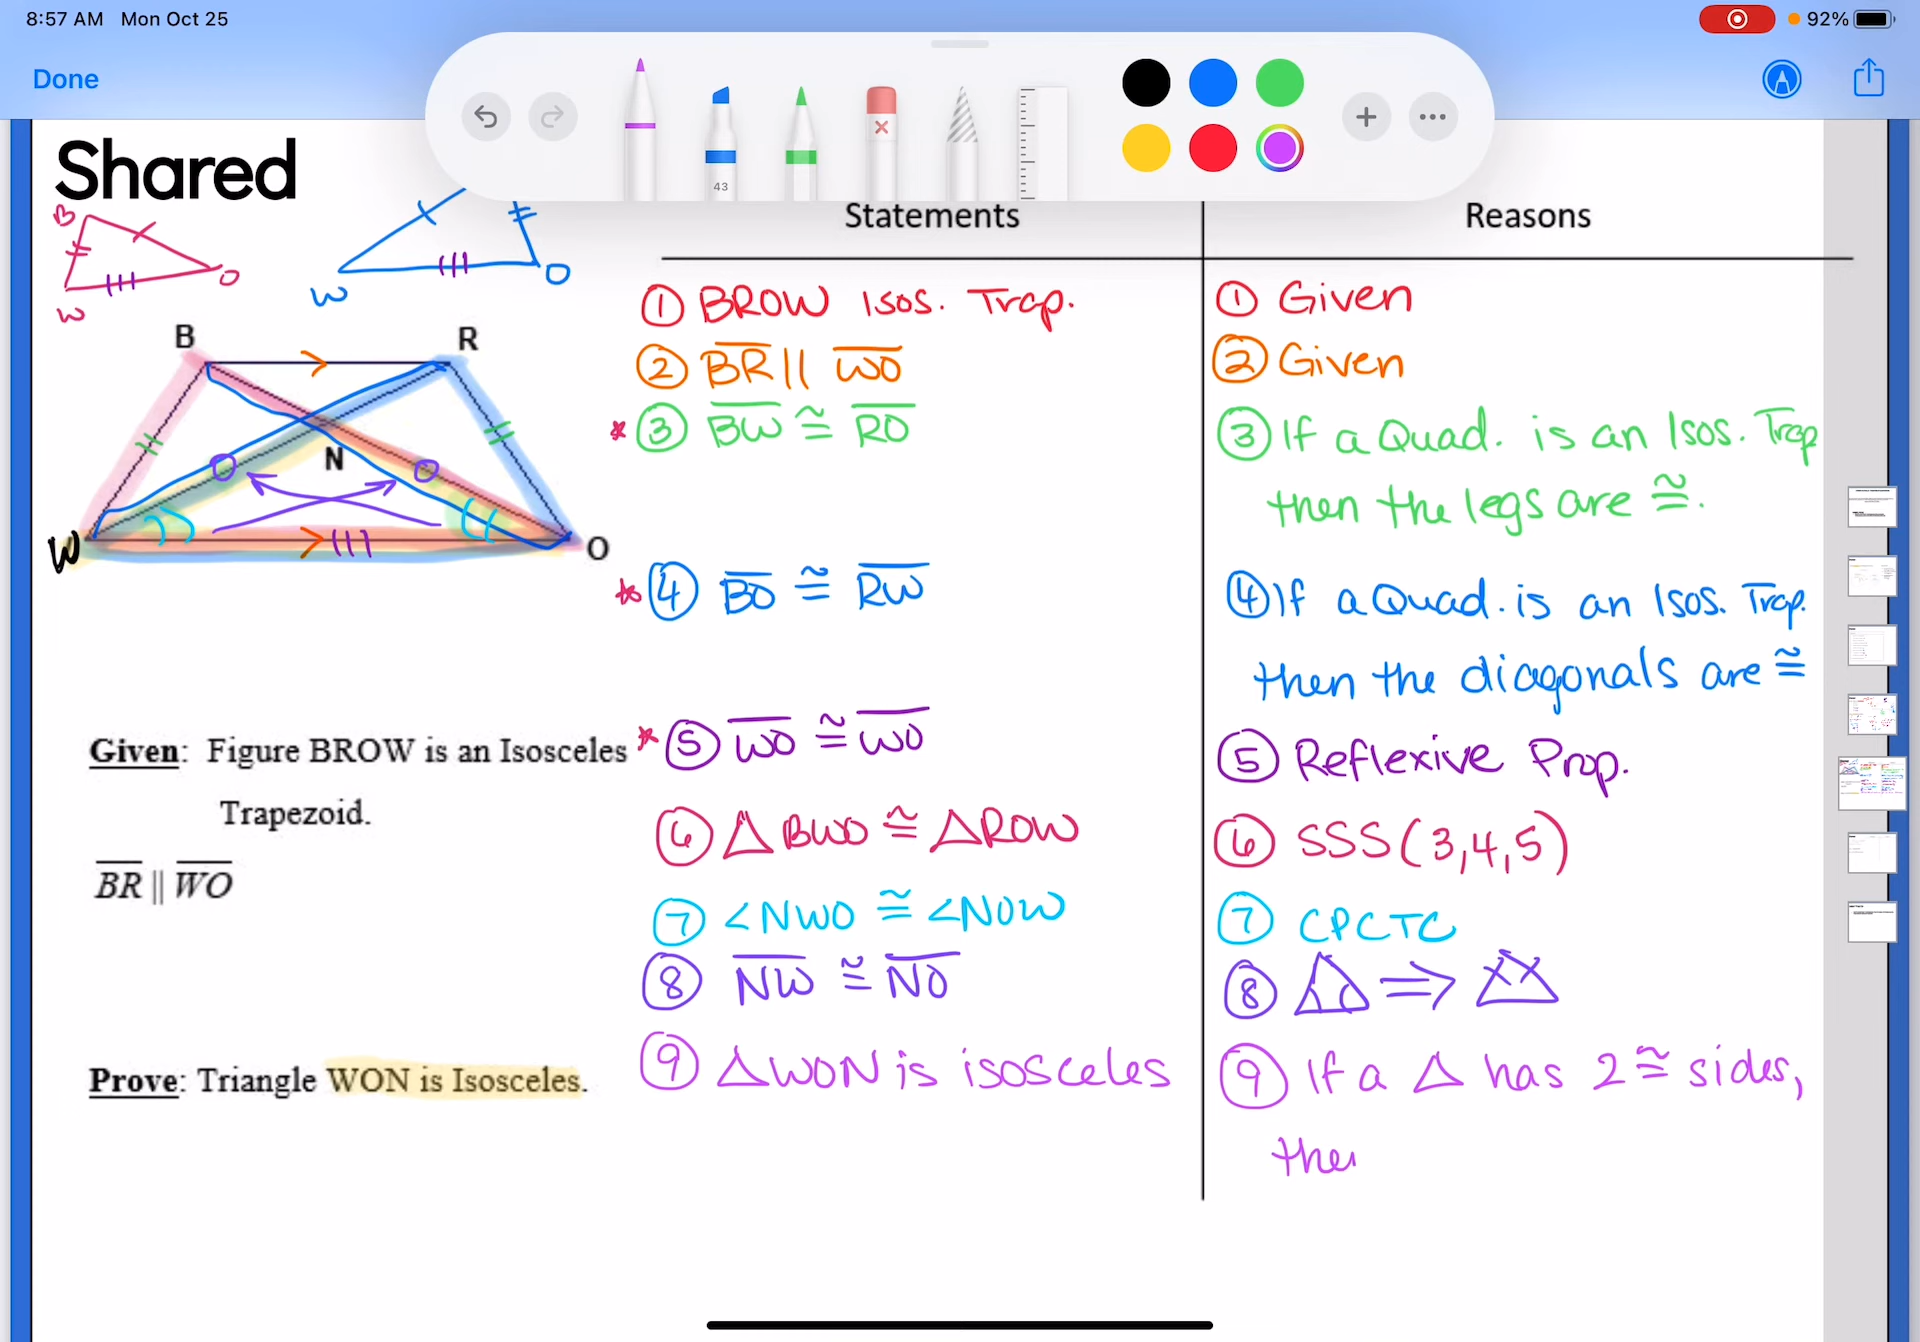 8:57 AM Mon Oct 25
92%
Done
43
Shared
Statements
Reasons
B
O
W
W
O
B
R
N
W
O
① BROW Isos. Trap.
① Given
② BR || WO
② Given
* ③ BW ≅ RO
③ If a Quad. is an Isos. Trap
then the legs are ≅.
* ④ BO ≅ RW
④ If a Quad. is an Isos. Trap.
then the diagonals are ≅
Given: Figure BROW is an Isosceles
Trapezoid.
BR || WO
* ⑤ WO ≅ WO
⑤ Reflexive Prop.
⑥ △BWO ≅ △ROW
⑥ SSS (3,4,5)
⑦ ∠NWO ≅ ∠NOW
⑦ CPCTC
⑧ NW ≅ NO
⑧ △ ⇒ △
Prove: Triangle WON is Isosceles.
⑨ △WON is isosceles
⑨ If a △ has 2 ≅ sides,
the